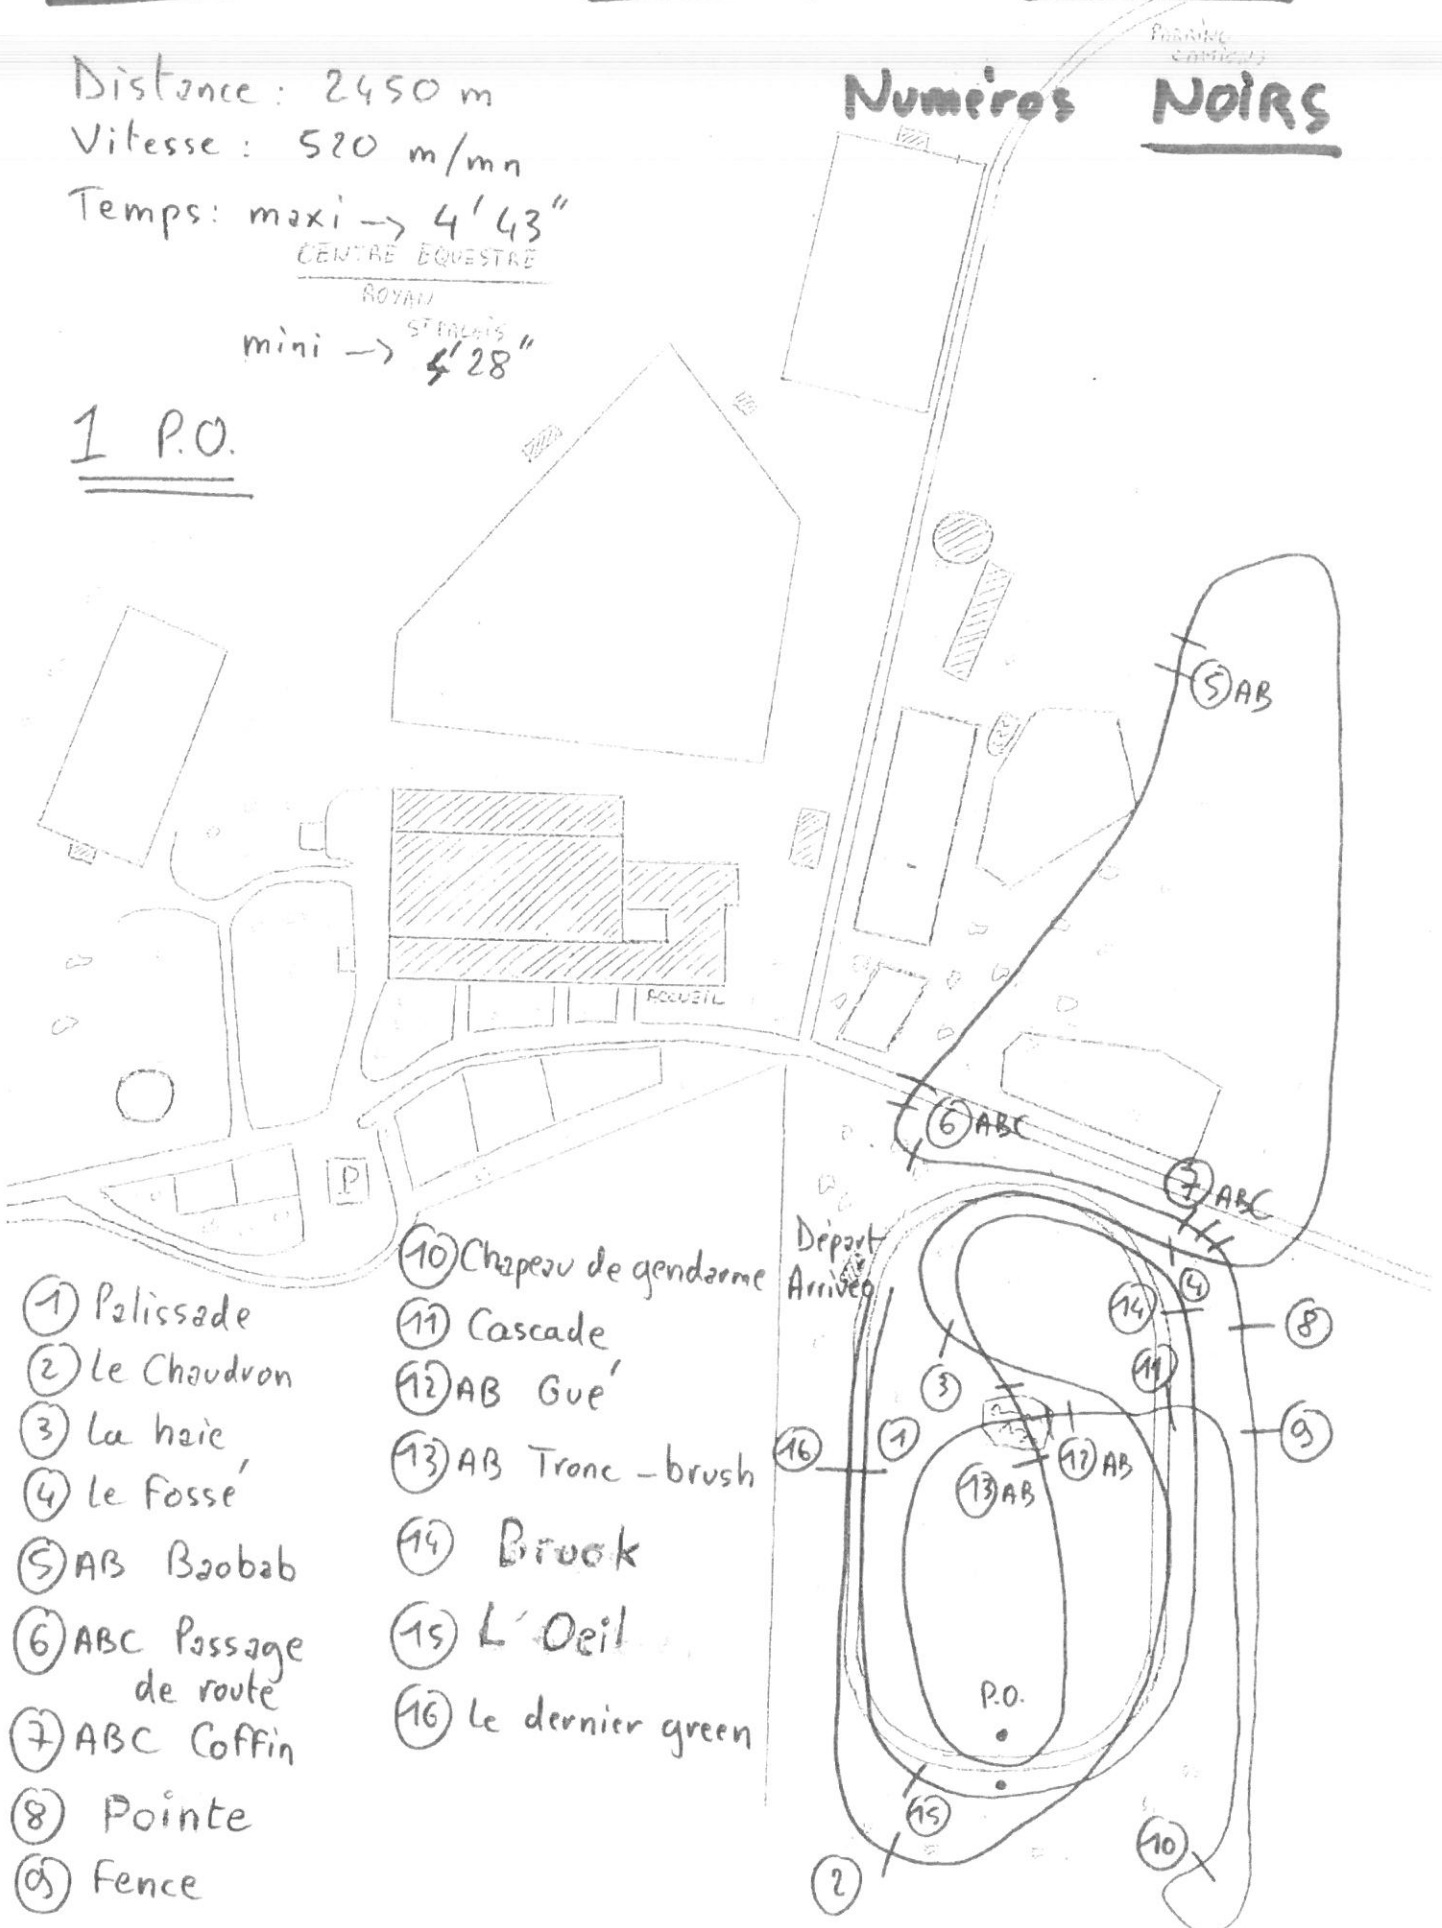 Distance : 2450 m
Vitesse : 520 m/mn
Temps : maxi -> 4' 43"
CENTRE EQUESTRE
ROYAN
ST PALAIS
mini -> 4' 28"
1 P.O.
PARKING
CAMIONS
Numéros NOIRS
5 AB
ACCUEIL
6 ABC
7 ABC
P
Départ
Arrivée
4
14
8
11
3
9
16
1
12 AB
13 AB
P.O.
15
10
2
1 Palissade
2 Le Chaudron
3 La haie
4 Le Fossé
5 AB Baobab
6 ABC Passage
de route
7 ABC Coffin
8 Pointe
9 Fence
10 Chapeau de gendarme
11 Cascade
12 AB Gué
13 AB Tronc - brush
14 Brook
15 L'Oeil
16 Le dernier green